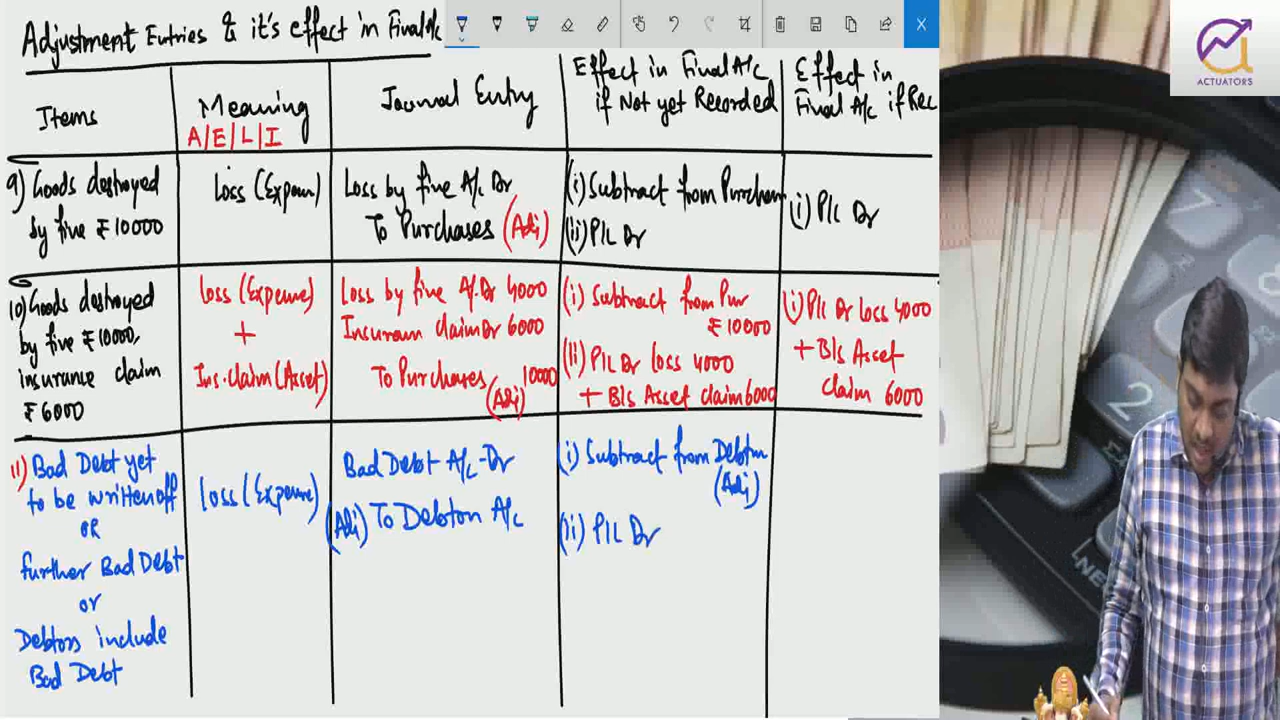 Adjustment Entries & it's effect in Final A/c
ACTUATORS
Items
Meaning
A/E/L/I
Journal Entry
Effect in Final A/c
if Not yet Recorded
Effect in
Final A/c if Rec
9) Goods destroyed
by fire ₹ 10000
Loss (Expen)
Loss by fire A/c Dr
To Purchases (Adj)
(i) Subtract from Purchase
(ii) P/L Dr
(i) P/L Dr
10) Goods destroyed
by fire ₹ 10000,
insurance claim
₹ 6000
loss (Expense)
+
Ins. claim (Asset)
Loss by fire A/c Dr 4000
Insuran claim Dr 6000
To Purchases 10000
(Adj)
(i) Subtract from Pur
₹ 10000
(ii) P/L Dr loss 4000
+ B/s Asset claim 6000
(i) P/L Dr loss 4000
+ B/s Asset
claim 6000
11) Bad Debt yet
to be written off
OR
further Bad Debt
or
Debtors include
Bad Debt
loss (Expense)
Bad Debt A/c - Dr
(Adj) To Debtors A/c
(i) Subtract from Debtors
(Adj)
(ii) P/L Dr
2